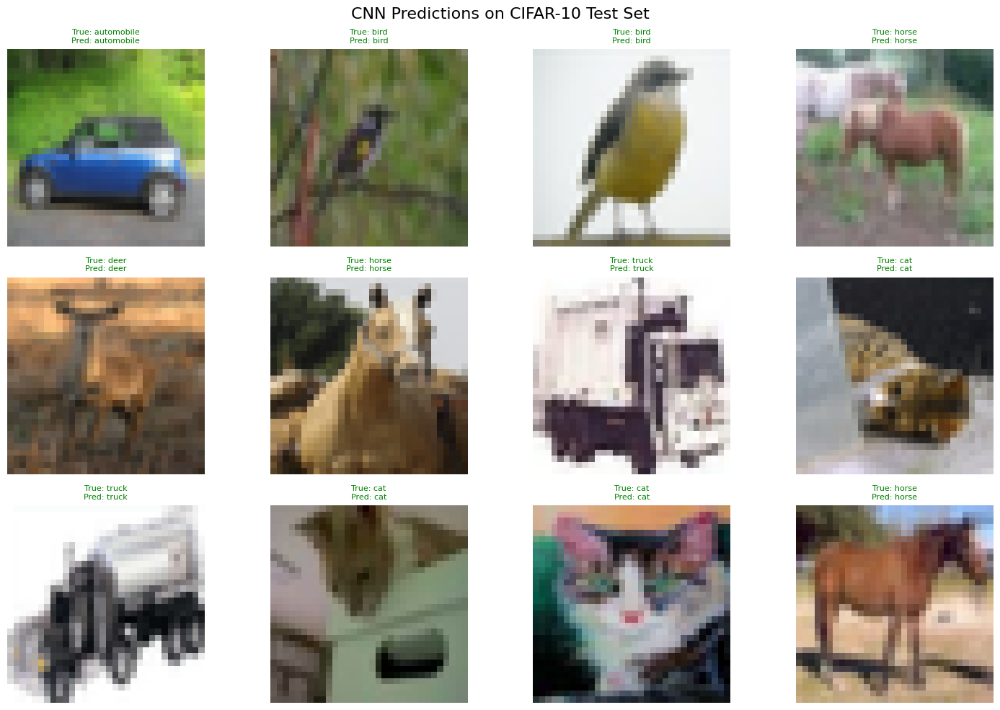 CNN Predictions on CIFAR-10 Test Set
True: automobile
Pred: automobile
True: bird
Pred: bird
True: bird
Pred: bird
True: horse
Pred: horse
True: deer
Pred: deer
True: horse
Pred: horse
True: truck
Pred: truck
True: cat
Pred: cat
True: truck
Pred: truck
True: cat
Pred: cat
True: cat
Pred: cat
True: horse
Pred: horse